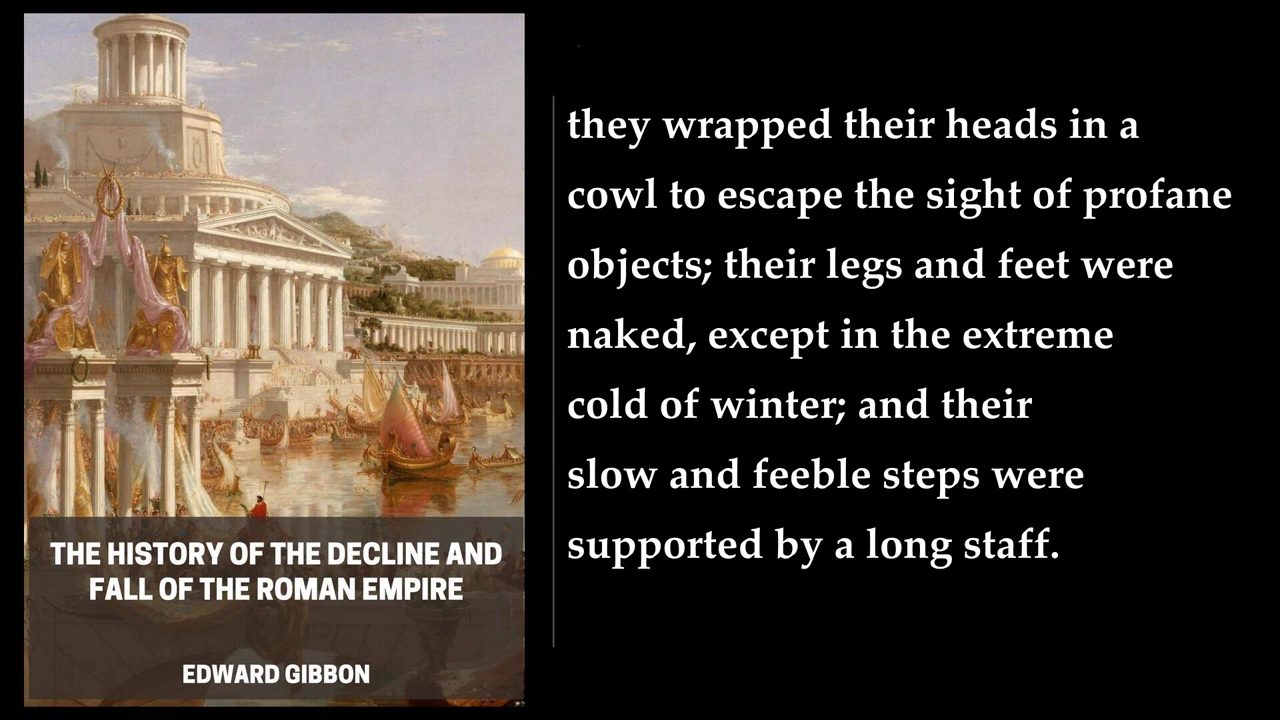 THE HISTORY OF THE DECLINE AND
FALL OF THE ROMAN EMPIRE
EDWARD GIBBON
they wrapped their heads in a
cowl to escape the sight of profane
objects; their legs and feet were
naked, except in the extreme
cold of winter; and their
slow and feeble steps were
supported by a long staff.